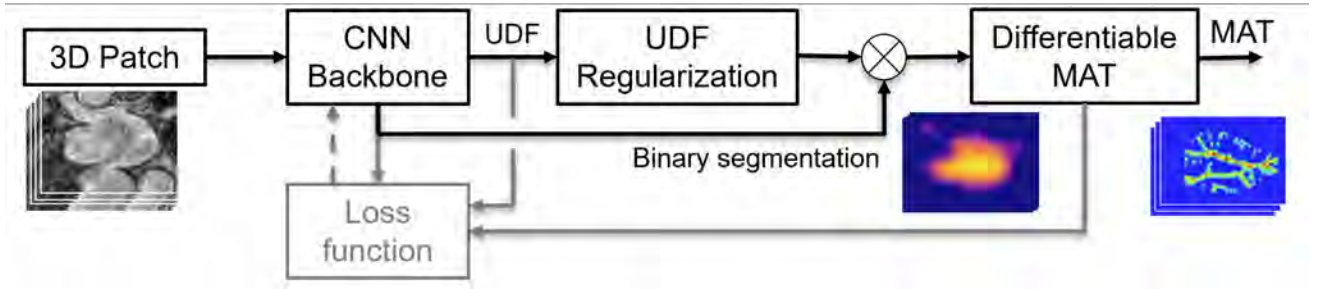 3D Patch
CNN
Backbone
UDF
UDF
Regularization
Differentiable
MAT
MAT
Binary segmentation
Loss
function